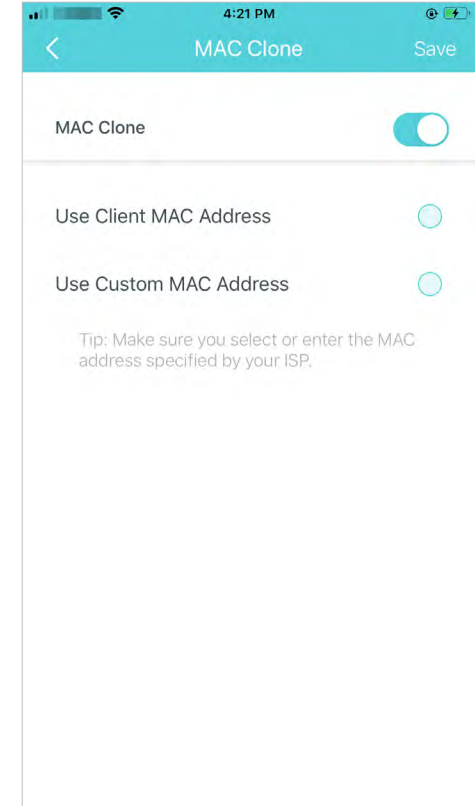 4:21 PM
MAC Clone
Save
MAC Clone
Use Client MAC Address
Use Custom MAC Address
Tip: Make sure you select or enter the MAC
address specified by your ISP.